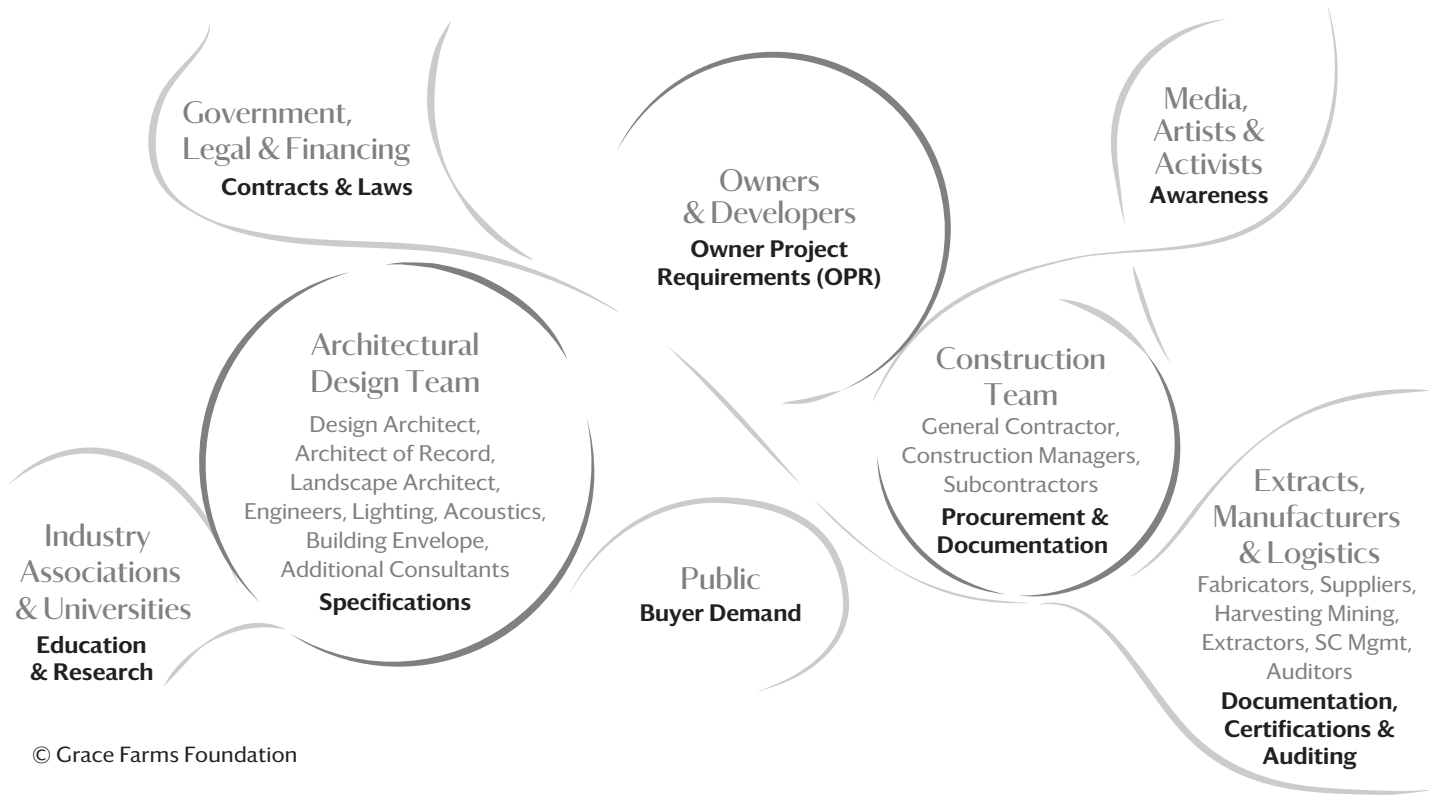 Government,
Legal & Financing
Contracts & Laws
Owners
& Developers
Owner Project
Requirements (OPR)
Media,
Artists &
Activists
Awareness
Architectural
Design Team
Design Architect,
Architect of Record,
Landscape Architect,
Engineers, Lighting, Acoustics,
Building Envelope,
Additional Consultants
Specifications
Construction
Team
General Contractor,
Construction Managers,
Subcontractors
Procurement &
Documentation
Industry
Associations
& Universities
Education
& Research
Public
Buyer Demand
Extracts,
Manufacturers
& Logistics
Fabricators, Suppliers,
Harvesting Mining,
Extractors, SC Mgmt,
Auditors
Documentation,
Certifications &
Auditing
© Grace Farms Foundation